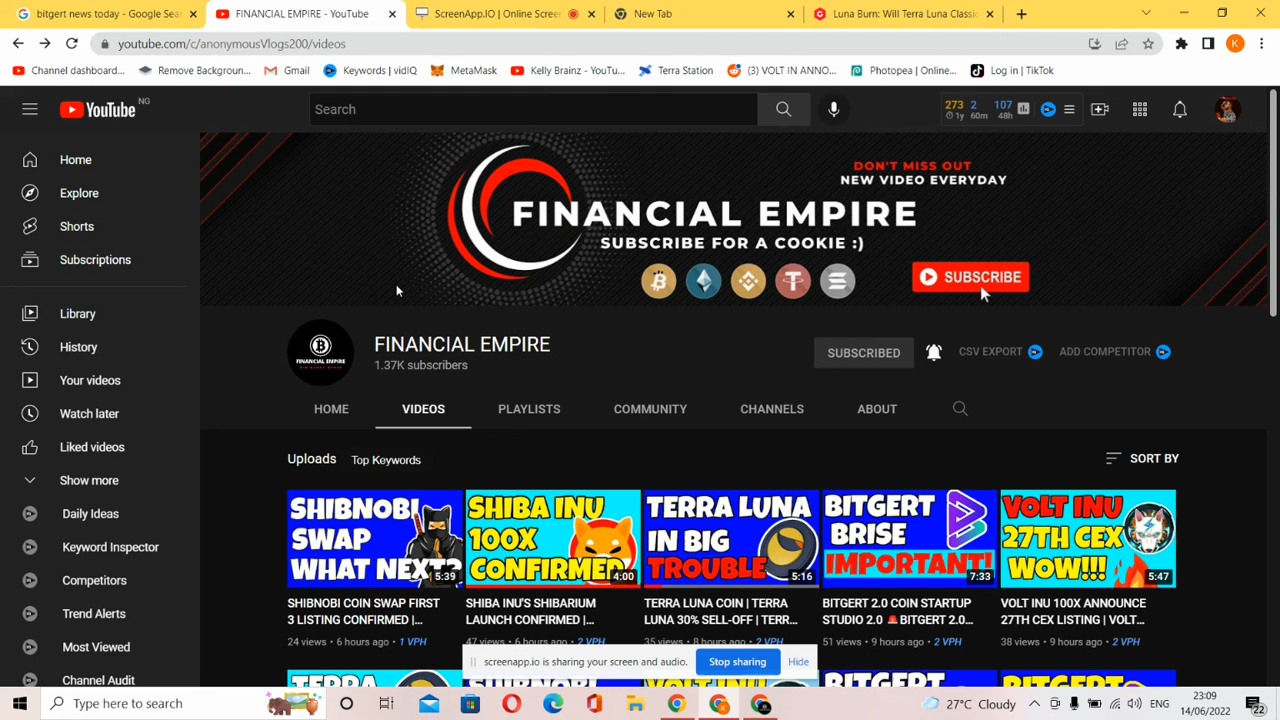 bitgert news today - Google Sear
FINANCIAL EMPIRE - YouTube
ScreenApp.IO | Online Screen
New Tab
Luna Burn: Will Terra Luna Classic
youtube.com/c/anonymousVlogs200/videos
K
Channel dashboard...
Remove Backgroun...
Gmail
Keywords | vidIQ
MetaMask
Kelly Brainz - YouTu...
Terra Station
(3) VOLT IN ANNO...
Photopea | Online...
Log in | TikTok
YouTube NG
Search
273 2 107
1y 60m 48h
Home
Explore
Shorts
Subscriptions
Library
History
Your videos
Watch later
Liked videos
Show more
Daily Ideas
Keyword Inspector
Competitors
Trend Alerts
Most Viewed
Channel Audit
DON'T MISS OUT
NEW VIDEO EVERYDAY
FINANCIAL EMPIRE
SUBSCRIBE FOR A COOKIE :)
SUBSCRIBE
FINANCIAL EMPIRE
FINANCIAL EMPIRE
1.37K subscribers
SUBSCRIBED
CSV EXPORT
ADD COMPETITOR
HOME
VIDEOS
PLAYLISTS
COMMUNITY
CHANNELS
ABOUT
Uploads
Top Keywords
SORT BY
SHIBNOBI
SWAP
WHAT NEXT?
5:39
SHIBNOBI COIN SWAP FIRST
3 LISTING CONFIRMED |...
24 views • 6 hours ago • 1 VPH
SHIBA INU
100X
CONFIRMED
4:00
SHIBA INU'S SHIBARIUM
LAUNCH CONFIRMED |...
47 views • 6 hours ago • 2 VPH
TERRA LUNA
IN BIG
TROUBLE
5:16
TERRA LUNA COIN | TERRA
LUNA 30% SELL-OFF | TERR...
35 views • 8 hours ago • 2 VPH
BITGERT
BRISE
IMPORTANT!
7:33
BITGERT 2.0 COIN STARTUP
STUDIO 2.0 🚨BITGERT 2.0...
51 views • 9 hours ago • 2 VPH
VOLT INU
27TH CEX
WOW!!!
5:47
VOLT INU 100X ANNOUNCE
27TH CEX LISTING | VOLT...
38 views • 9 hours ago • 2 VPH
screenapp.io is sharing your screen and audio.
Stop sharing
Hide
Type here to search
27°C Cloudy
ENG
23:09
14/06/2022
22